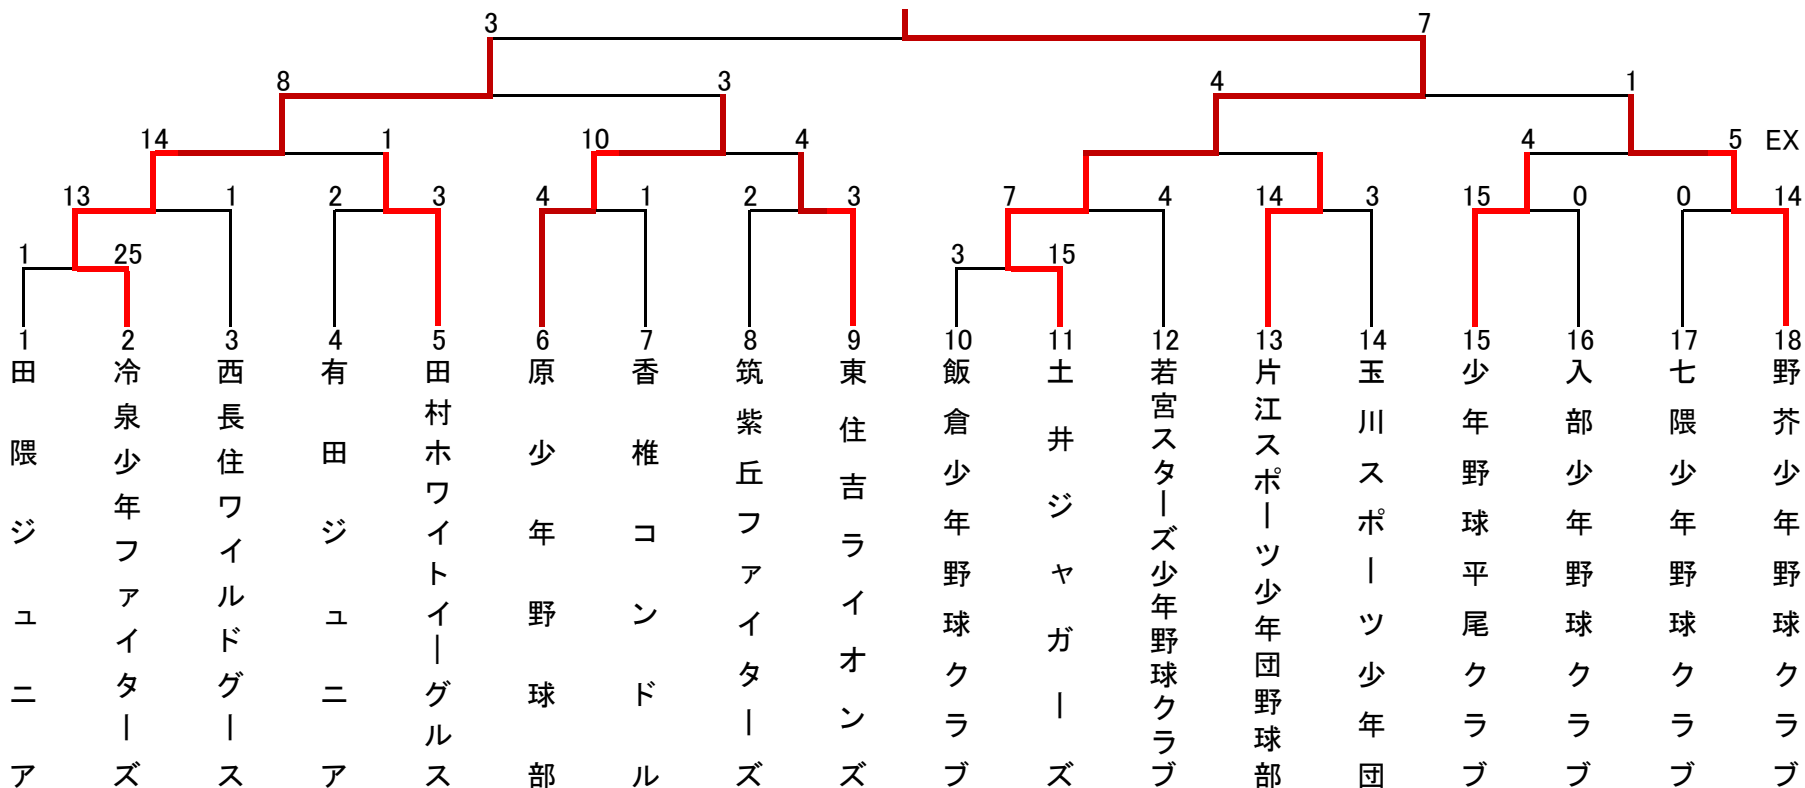 3 7
8 3 4 1
14 1 10 4 4 5 EX
13 1 2 3 4 1 2 3 7 4 14 3 15 0 0 14
1 25 3 15
1 2 3 4 5 6 7 8 9 10 11 12 13 14 15 16 17 18
田隈ジュニア
冷泉少年ファイターズ
西長住ワイルドグース
有田ジュニア
田村ホワイトイーグルス
原少年野球部
香椎コンドル
筑紫丘ファイターズ
東住吉ライオンズ
飯倉少年野球クラブ
土井ジャガーズ
若宮スターズ少年野球クラブ
片江スポーツ少年団野球部
玉川スポーツ少年団
少年野球平尾クラブ
入部少年野球クラブ
七隈少年野球クラブ
野芥少年野球クラブ